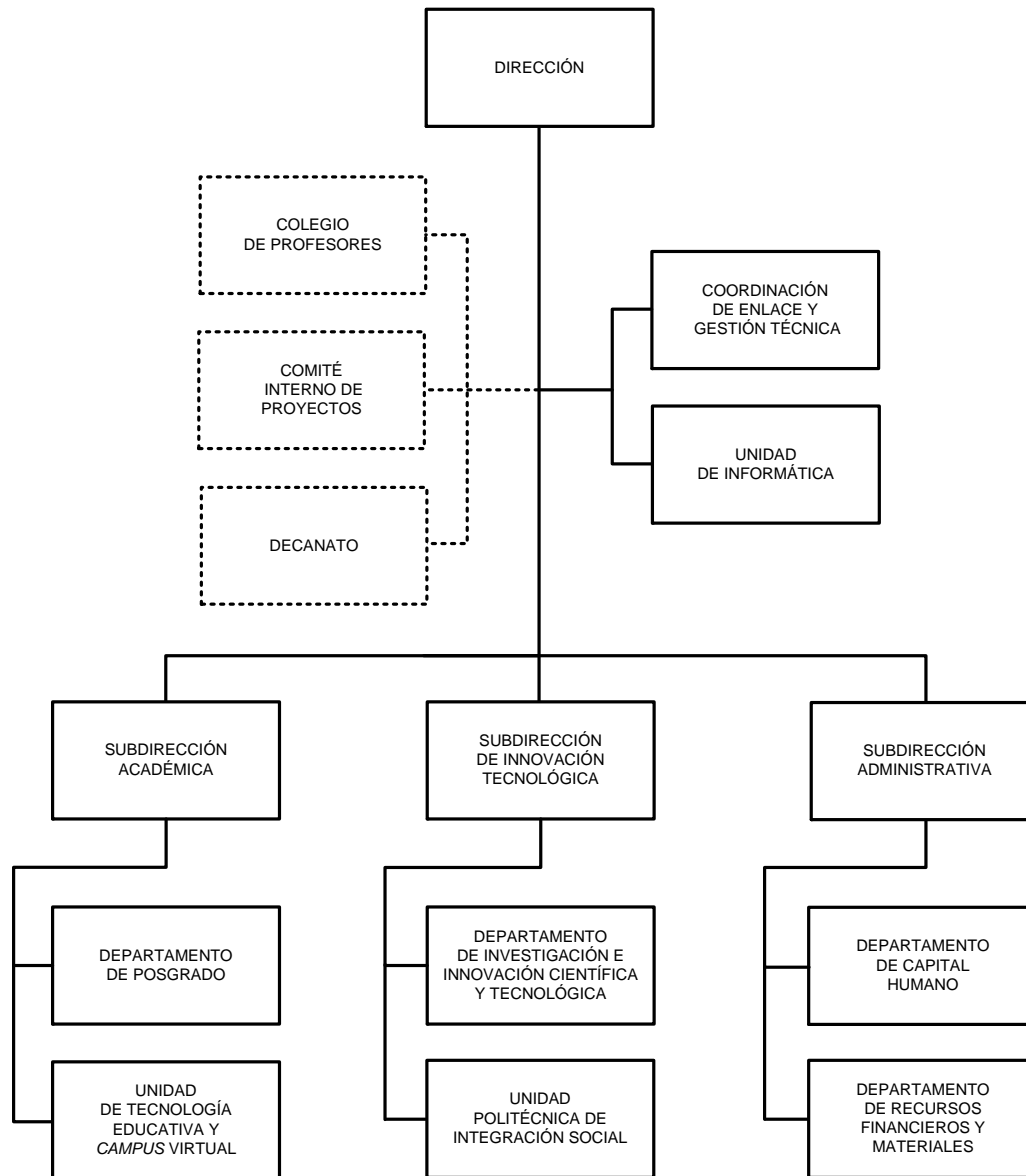 DIRECCIÓN
COLEGIO
DE PROFESORES
COORDINACIÓN
DE ENLACE Y
GESTIÓN TÉCNICA
COMITÉ
INTERNO DE
PROYECTOS
UNIDAD
DE INFORMÁTICA
DECANATO
SUBDIRECCIÓN
ACADÉMICA
SUBDIRECCIÓN
DE INNOVACIÓN
TECNOLÓGICA
SUBDIRECCIÓN
ADMINISTRATIVA
DEPARTAMENTO
DE POSGRADO
DEPARTAMENTO
DE INVESTIGACIÓN E
INNOVACIÓN CIENTÍFICA
Y TECNOLÓGICA
DEPARTAMENTO
DE CAPITAL
HUMANO
UNIDAD
DE TECNOLOGÍA
EDUCATIVA Y
CAMPUS VIRTUAL
UNIDAD
POLITÉCNICA DE
INTEGRACIÓN SOCIAL
DEPARTAMENTO
DE RECURSOS
FINANCIEROS Y
MATERIALES